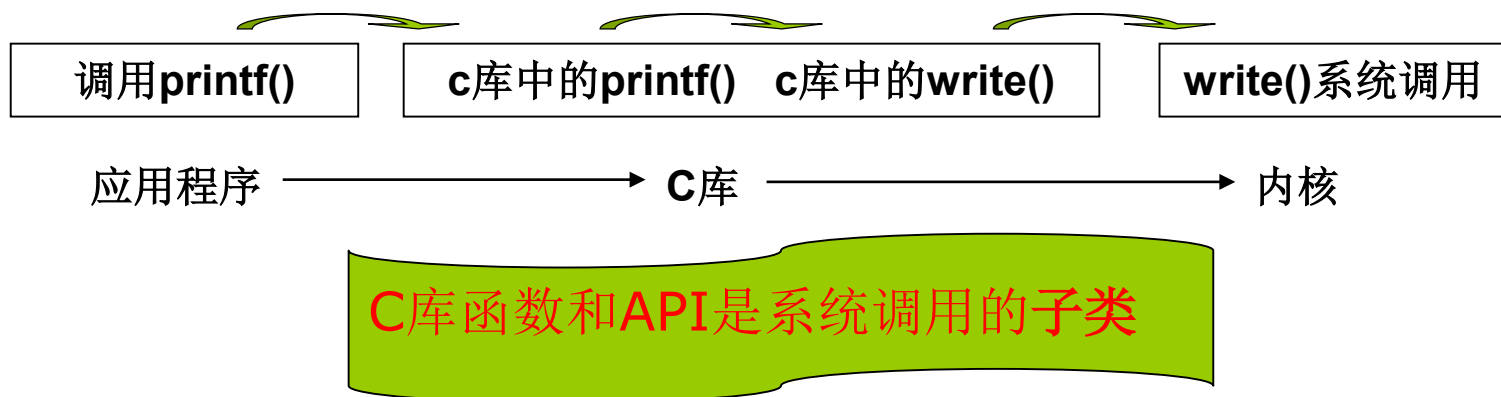 调用printf() c库中的printf() c库中的write() write()系统调用
应用程序 C库 内核
C库函数和API是系统调用的子类